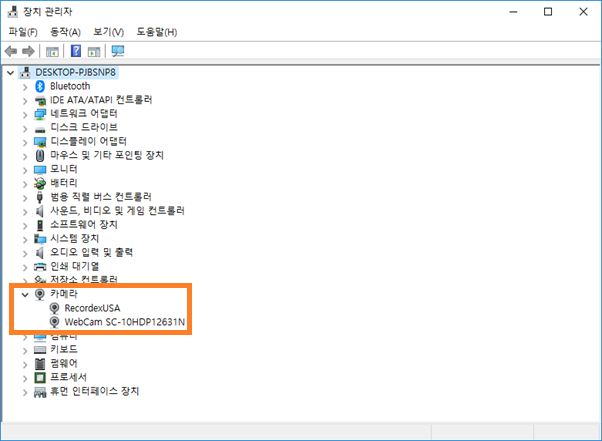 장치 관리자
파일(F) 동작(A) 보기(V) 도움말(H)
DESKTOP-PJBSNP8
Bluetooth
IDE ATA/ATAPI 컨트롤러
네트워크 어댑터
디스크 드라이브
디스플레이 어댑터
마우스 및 기타 포인팅 장치
모니터
배터리
범용 직렬 버스 컨트롤러
사운드, 비디오 및 게임 컨트롤러
소프트웨어 장치
시스템 장치
오디오 입력 및 출력
인쇄 대기열
저장소 컨트롤러
카메라
RecordexUSA
WebCam SC-10HDP12631N
컴퓨터
키보드
펌웨어
프로세서
휴먼 인터페이스 장치